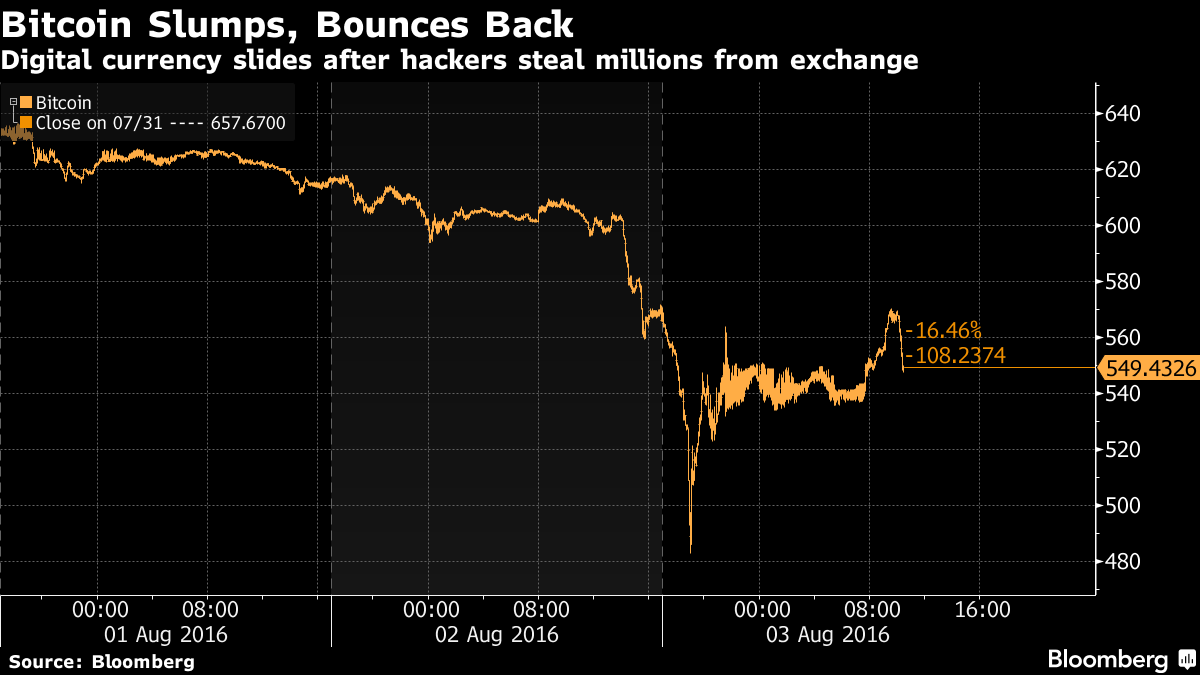 Bitcoin Slumps, Bounces Back
Digital currency slides after hackers steal millions from exchange
Bitcoin
Close on 07/31 ---- 657.6700
640
620
600
580
560
540
520
500
480
-16.46%
-108.2374
549.4326
00:00 08:00 00:00 08:00 00:00 08:00 16:00
01 Aug 2016 02 Aug 2016 03 Aug 2016
Source: Bloomberg
Bloomberg